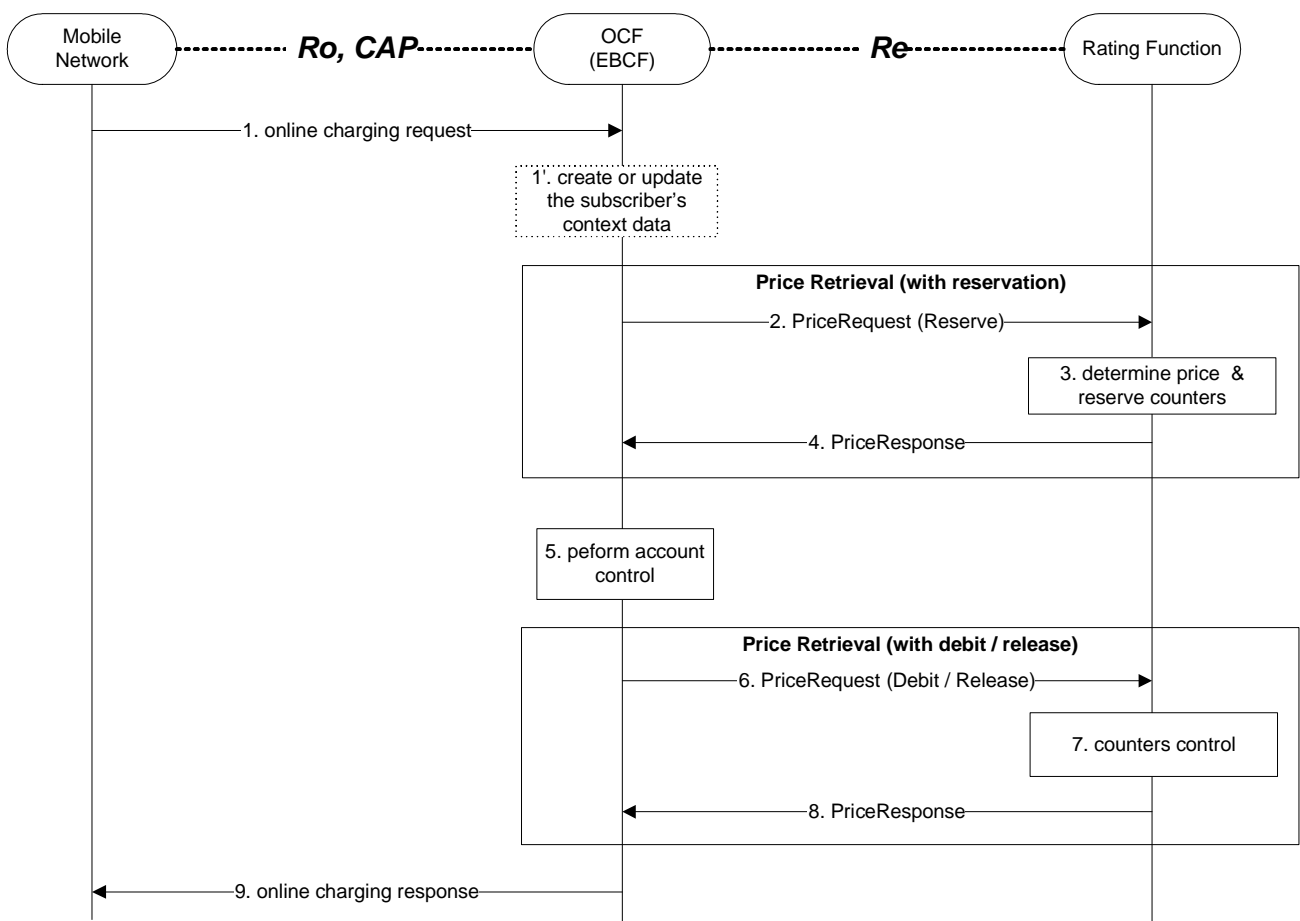 Mobile
Network
Ro, CAP
OCF
(EBCF)
Re
Rating Function
1. online charging request
1'. create or update
the subscriber's
context data
Price Retrieval (with reservation)
2. PriceRequest (Reserve)
3. determine price &
reserve counters
4. PriceResponse
5. peform account
control
Price Retrieval (with debit / release)
6. PriceRequest (Debit / Release)
7. counters control
8. PriceResponse
9. online charging response